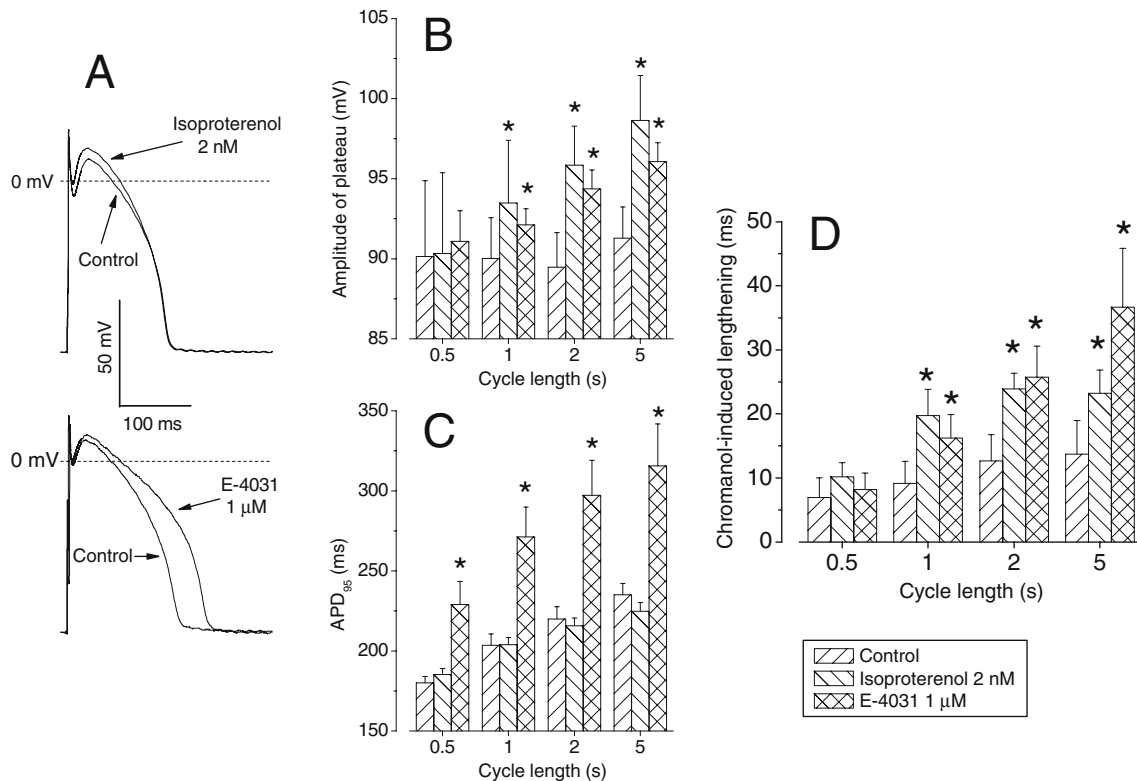 A
Isoproterenol
2 nM
0 mV
Control
50 mV
100 ms
0 mV
E-4031
1 μM
Control
B
Amplitude of plateau (mV)
105
100
95
90
85
* * * * * *
0.5 1 2 5
Cycle length (s)
C
APD95 (ms)
350
300
250
200
150
* * * *
0.5 1 2 5
Cycle length (s)
D
Chromanol-induced lengthening (ms)
50
40
30
20
10
0
* * * * * *
0.5 1 2 5
Cycle length (s)
Control
Isoproterenol 2 nM
E-4031 1 μM